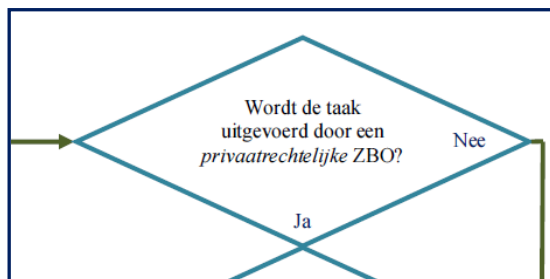 Wordt de taak
uitgevoerd door een
privaatrechtelijke ZBO?
Nee
Ja